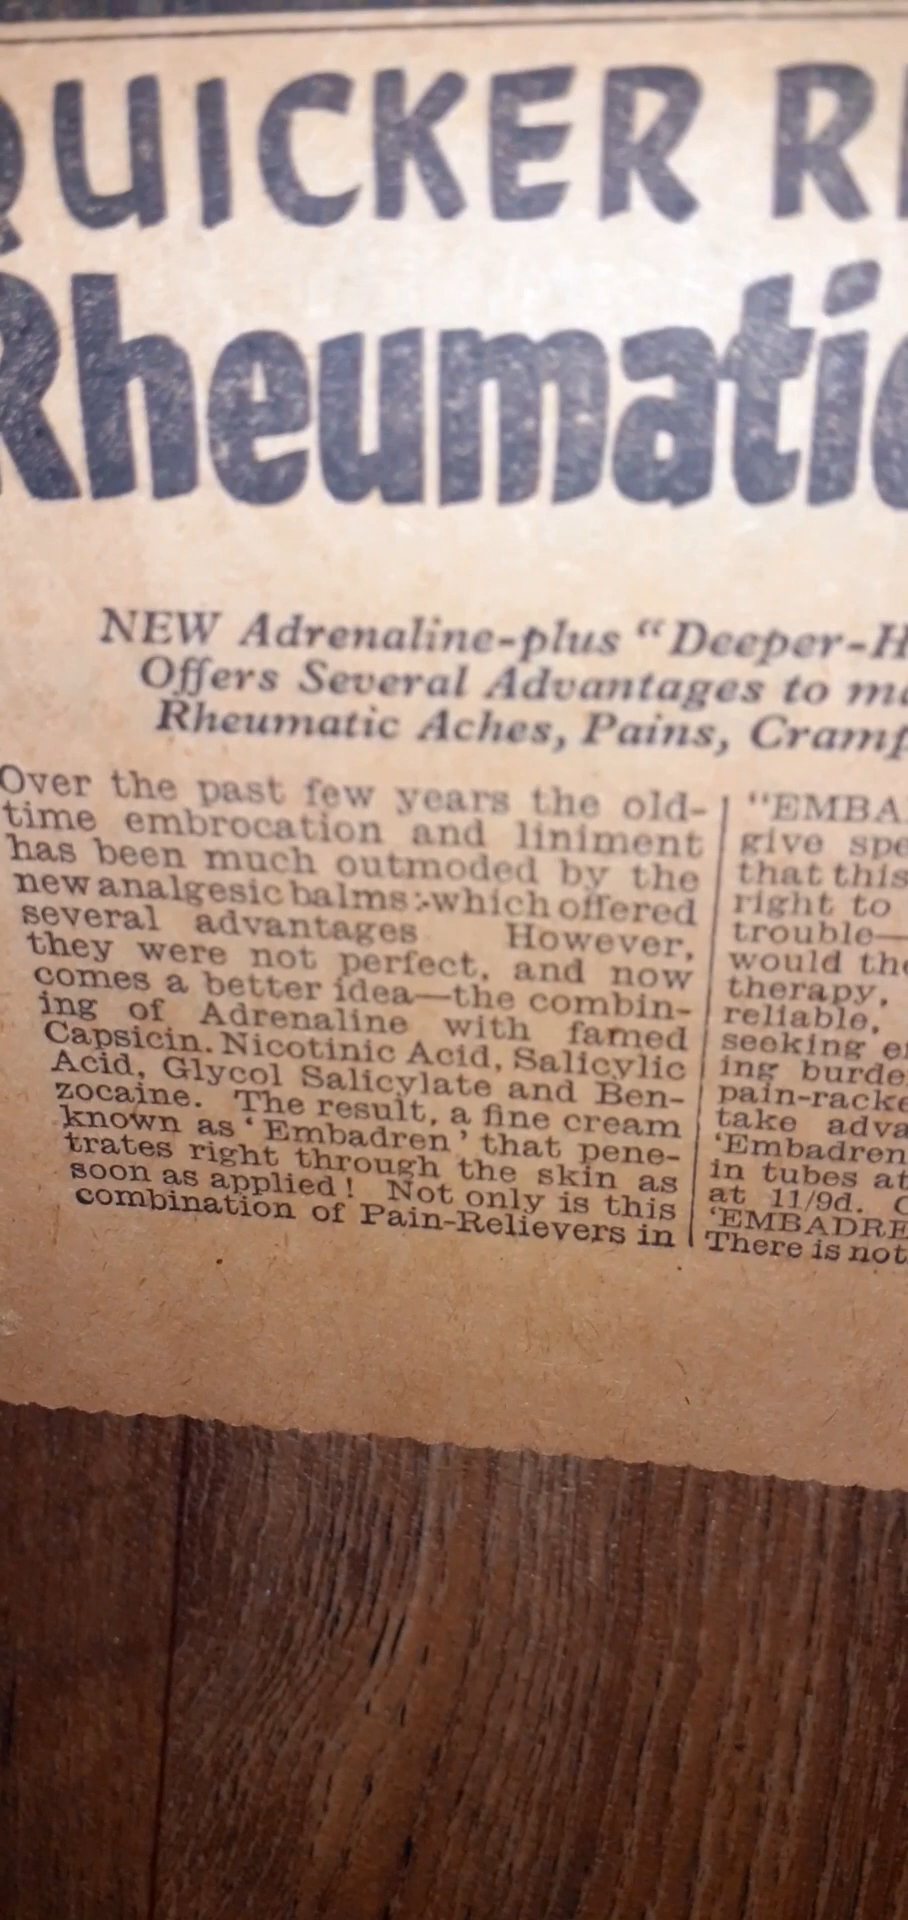 QUICKER
Rheumatic
NEW Adrenaline-plus "Deeper-
Offers Several Advantages to
Rheumatic Aches, Pains,
Over the past few years the old-
time embrocation and liniment
has been much outmoded by the
new analgesic balms:-which offered
several advantages However,
they were not perfect, and now
comes a better idea—the combin-
ing of Adrenaline with famed
Capsicin. Nicotinic Acid, Salicylic
Acid, Glycol Salicylate and Ben-
zocaine. The result, a fine cream
known as 'Embadren' that pene-
trates right through the skin as
soon as applied! Not only is this
combination of Pain-Relievers in
"EMBA
give spe
that this
right to
trouble—
would the
therapy,
reliable,
seeking
ing burde
pain-racke
take adva
'Embadren
in tubes at
at 11/9d.
'EMBADRE
There is not